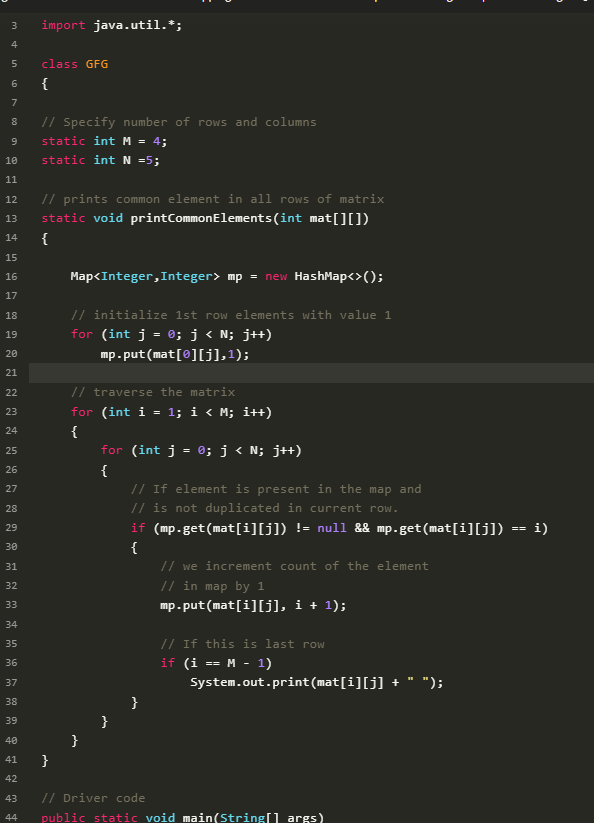 3 import java.util.*;
4
5 class GFG
6 {
7
8 // Specify number of rows and columns
9 static int M = 4;
10 static int N =5;
11
12 // prints common element in all rows of matrix
13 static void printCommonElements(int mat[][])
14 {
15
16 Map<Integer,Integer> mp = new HashMap<>();
17
18 // initialize 1st row elements with value 1
19 for (int j = 0; j < N; j++)
20 mp.put(mat[0][j],1);
21
22 // traverse the matrix
23 for (int i = 1; i < M; i++)
24 {
25 for (int j = 0; j < N; j++)
26 {
27 // If element is present in the map and
28 // is not duplicated in current row.
29 if (mp.get(mat[i][j]) != null && mp.get(mat[i][j]) == i)
30 {
31 // we increment count of the element
32 // in map by 1
33 mp.put(mat[i][j], i + 1);
34
35 // If this is last row
36 if (i == M - 1)
37 System.out.print(mat[i][j] + " ");
38 }
39 }
40 }
41 }
42
43 // Driver code
44 public static void main(String[] args)